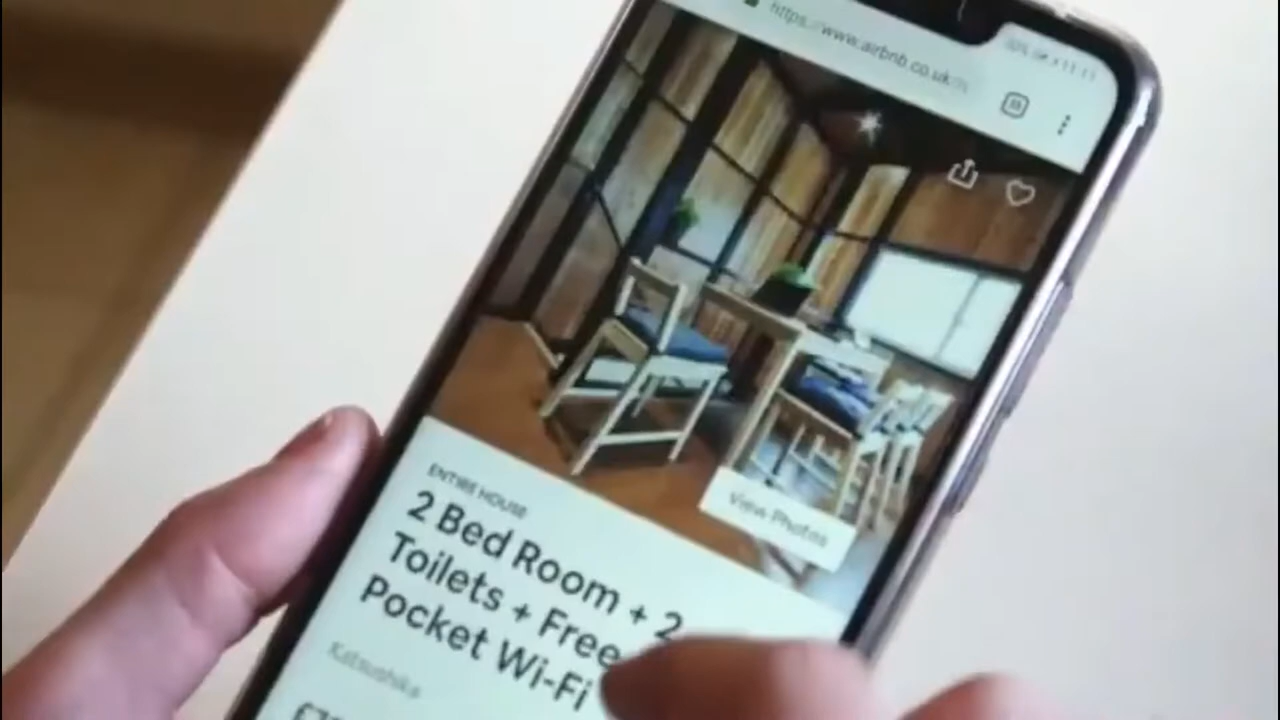 https://www.airbnb.co.uk/
View Photos
ENTIRE HOUSE
2 Bed Room + 2
Toilets + Free
Pocket Wi-Fi
Katsushika